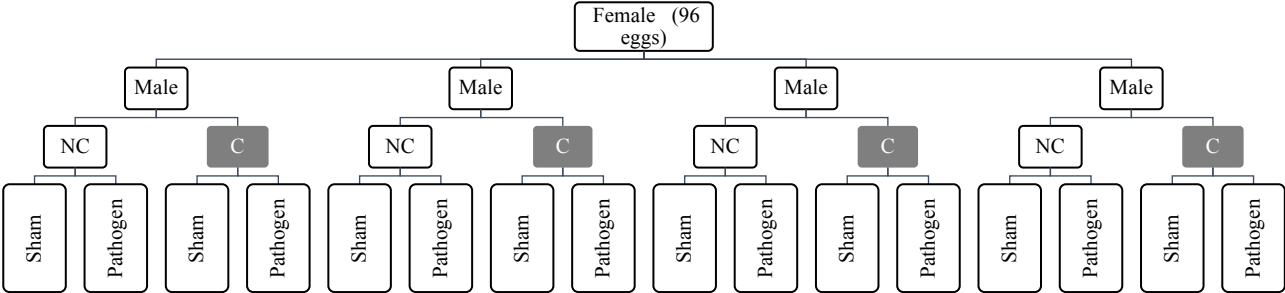 Female (96
eggs)
Male Male Male Male
NC C NC C NC C NC C
Sham Pathogen Sham Pathogen Sham Pathogen Sham Pathogen Sham Pathogen Sham Pathogen Sham Pathogen Sham Pathogen